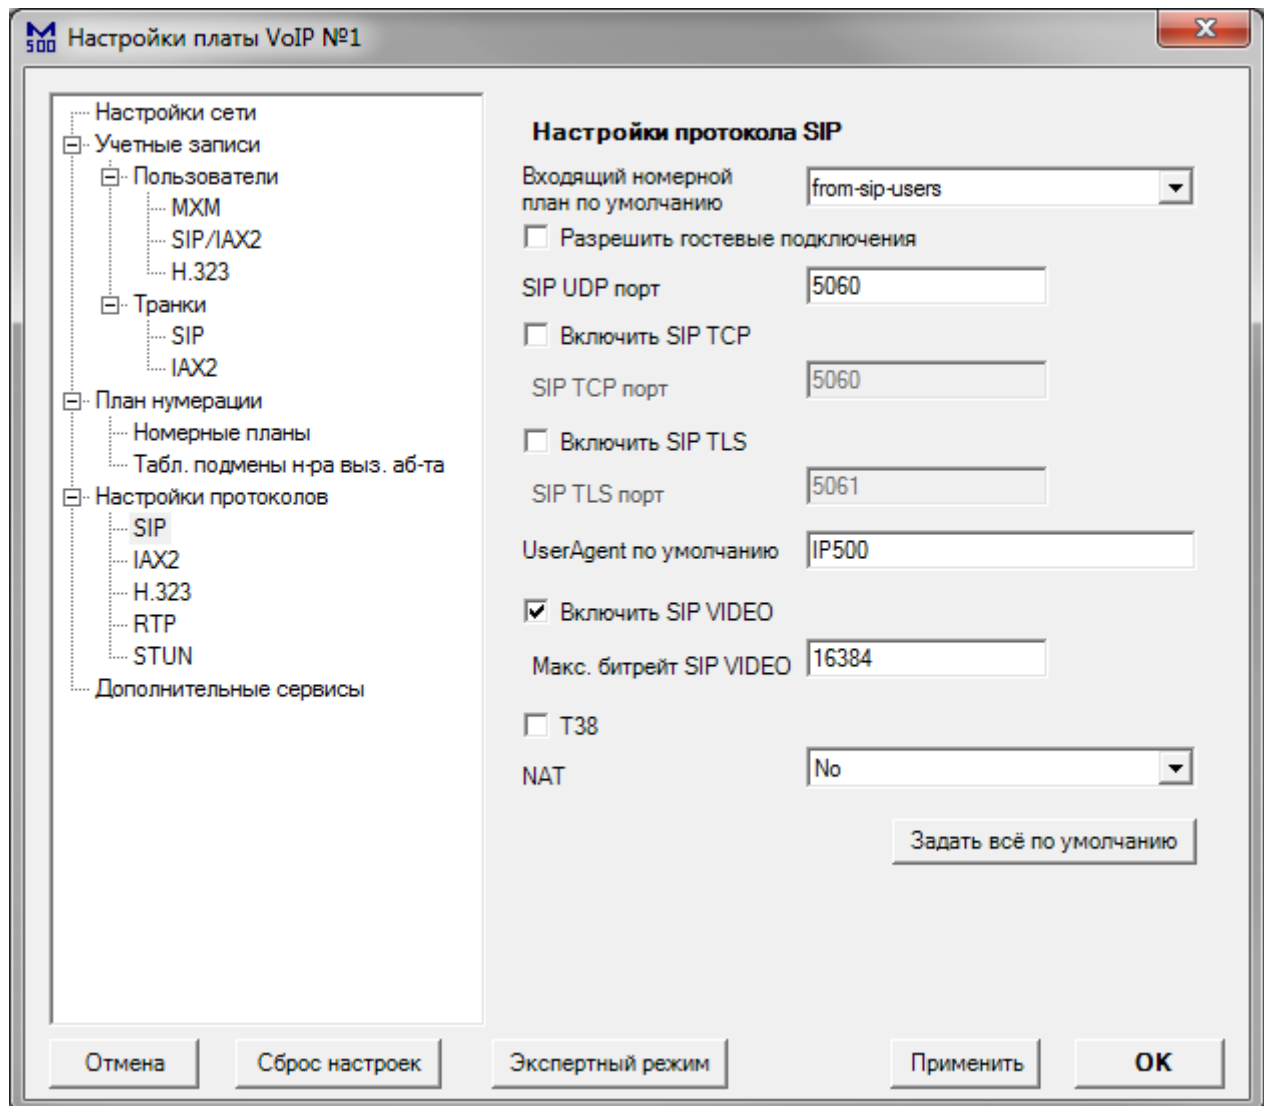 M
500
Настройки платы VoIP №1
Настройки сети
Учетные записи
Пользователи
MXM
SIP/IAX2
H.323
Транки
SIP
IAX2
План нумерации
Номерные планы
Табл. подмены н-ра выз. аб-та
Настройки протоколов
SIP
IAX2
H.323
RTP
STUN
Дополнительные сервисы
Настройки протокола SIP
Входящий номерной
план по умолчанию
from-sip-users
Разрешить гостевые подключения
SIP UDP порт 5060
Включить SIP TCP
SIP TCP порт 5060
Включить SIP TLS
SIP TLS порт 5061
UserAgent по умолчанию IP500
Включить SIP VIDEO
Макс. битрейт SIP VIDEO 16384
T38
NAT No
Задать всё по умолчанию
Отмена Сброс настроек Экспертный режим Применить OK